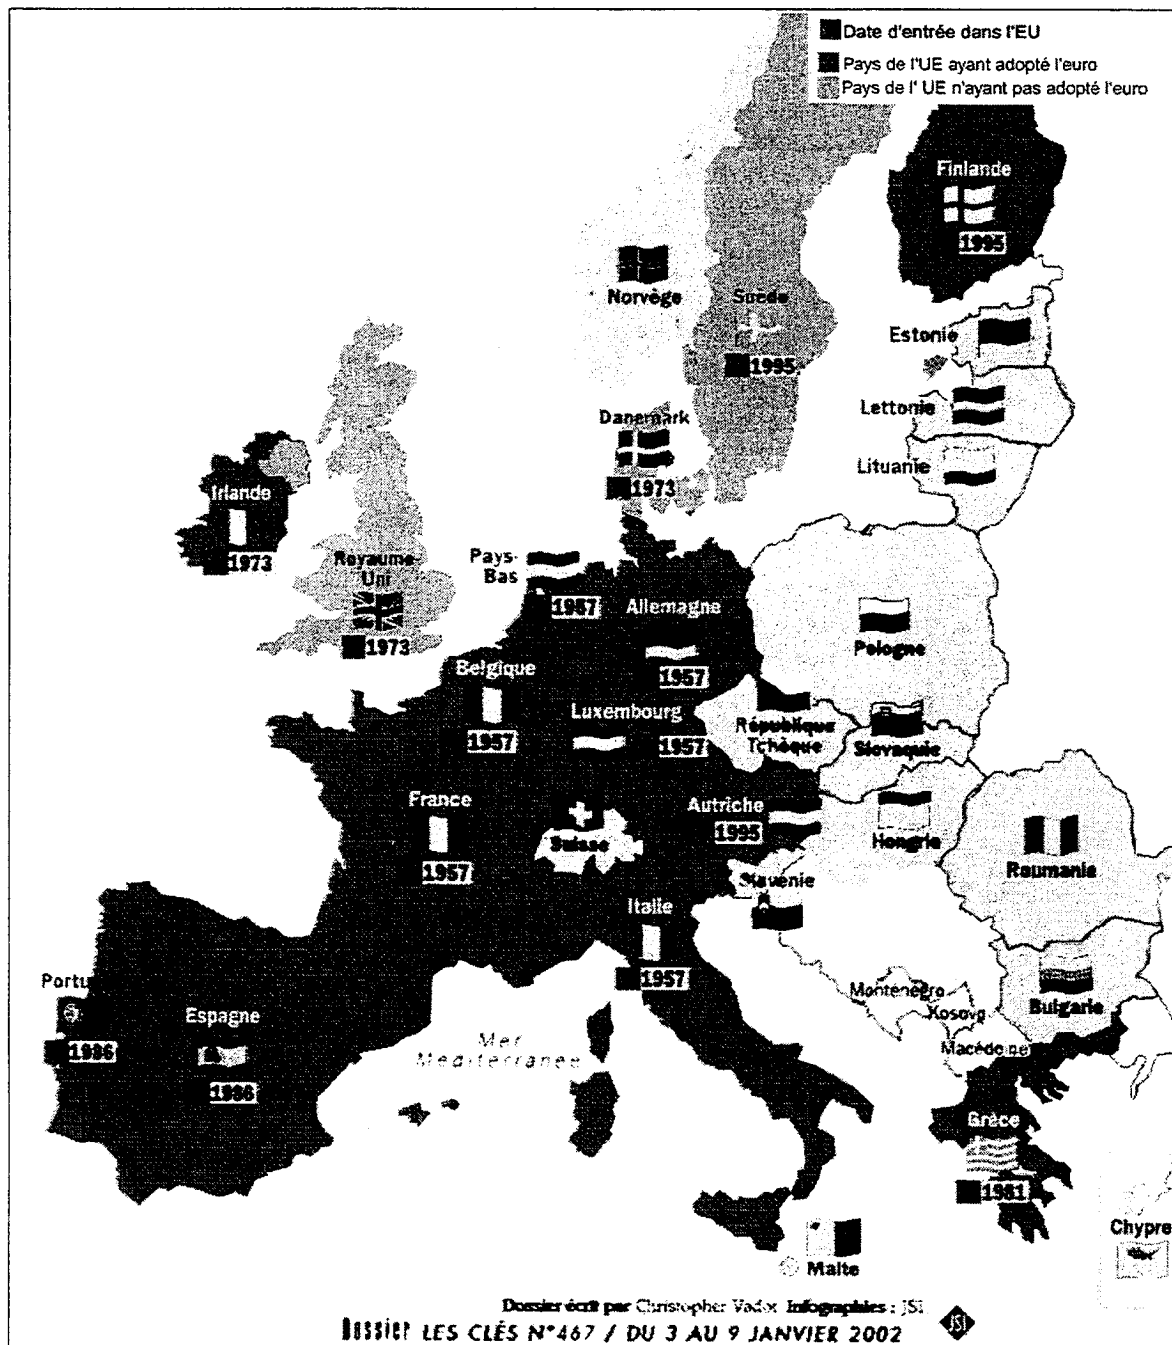 Date d'entrée dans l'EU
Pays de l'UE ayant adopté l'euro
Pays de l' UE n'ayant pas adopté l'euro
Finlande
1995
Norvège
Suède
1995
Estonie
Lettonie
Lituanie
Danemark
1973
Irlande
1973
Royaume-
Uni
1973
Pays-
Bas
1957
Allemagne
1957
Pologne
Belgique
1957
Luxembourg
1957
République
Tchèque
Slovaquie
France
1957
Suisse
Autriche
1995
Hongrie
Roumanie
Slovénie
Italie
1957
Portu
1986
Espagne
1986
Mer
Méditerranée
Monténégro
Kosovo
Macédoine
Bulgarie
Grèce
1981
Malte
Chypre
Dossier écrit par Christopher Vadot Infographies : JSI
DOSSIER LES CLÉS N°467 / DU 3 AU 9 JANVIER 2002
JSI